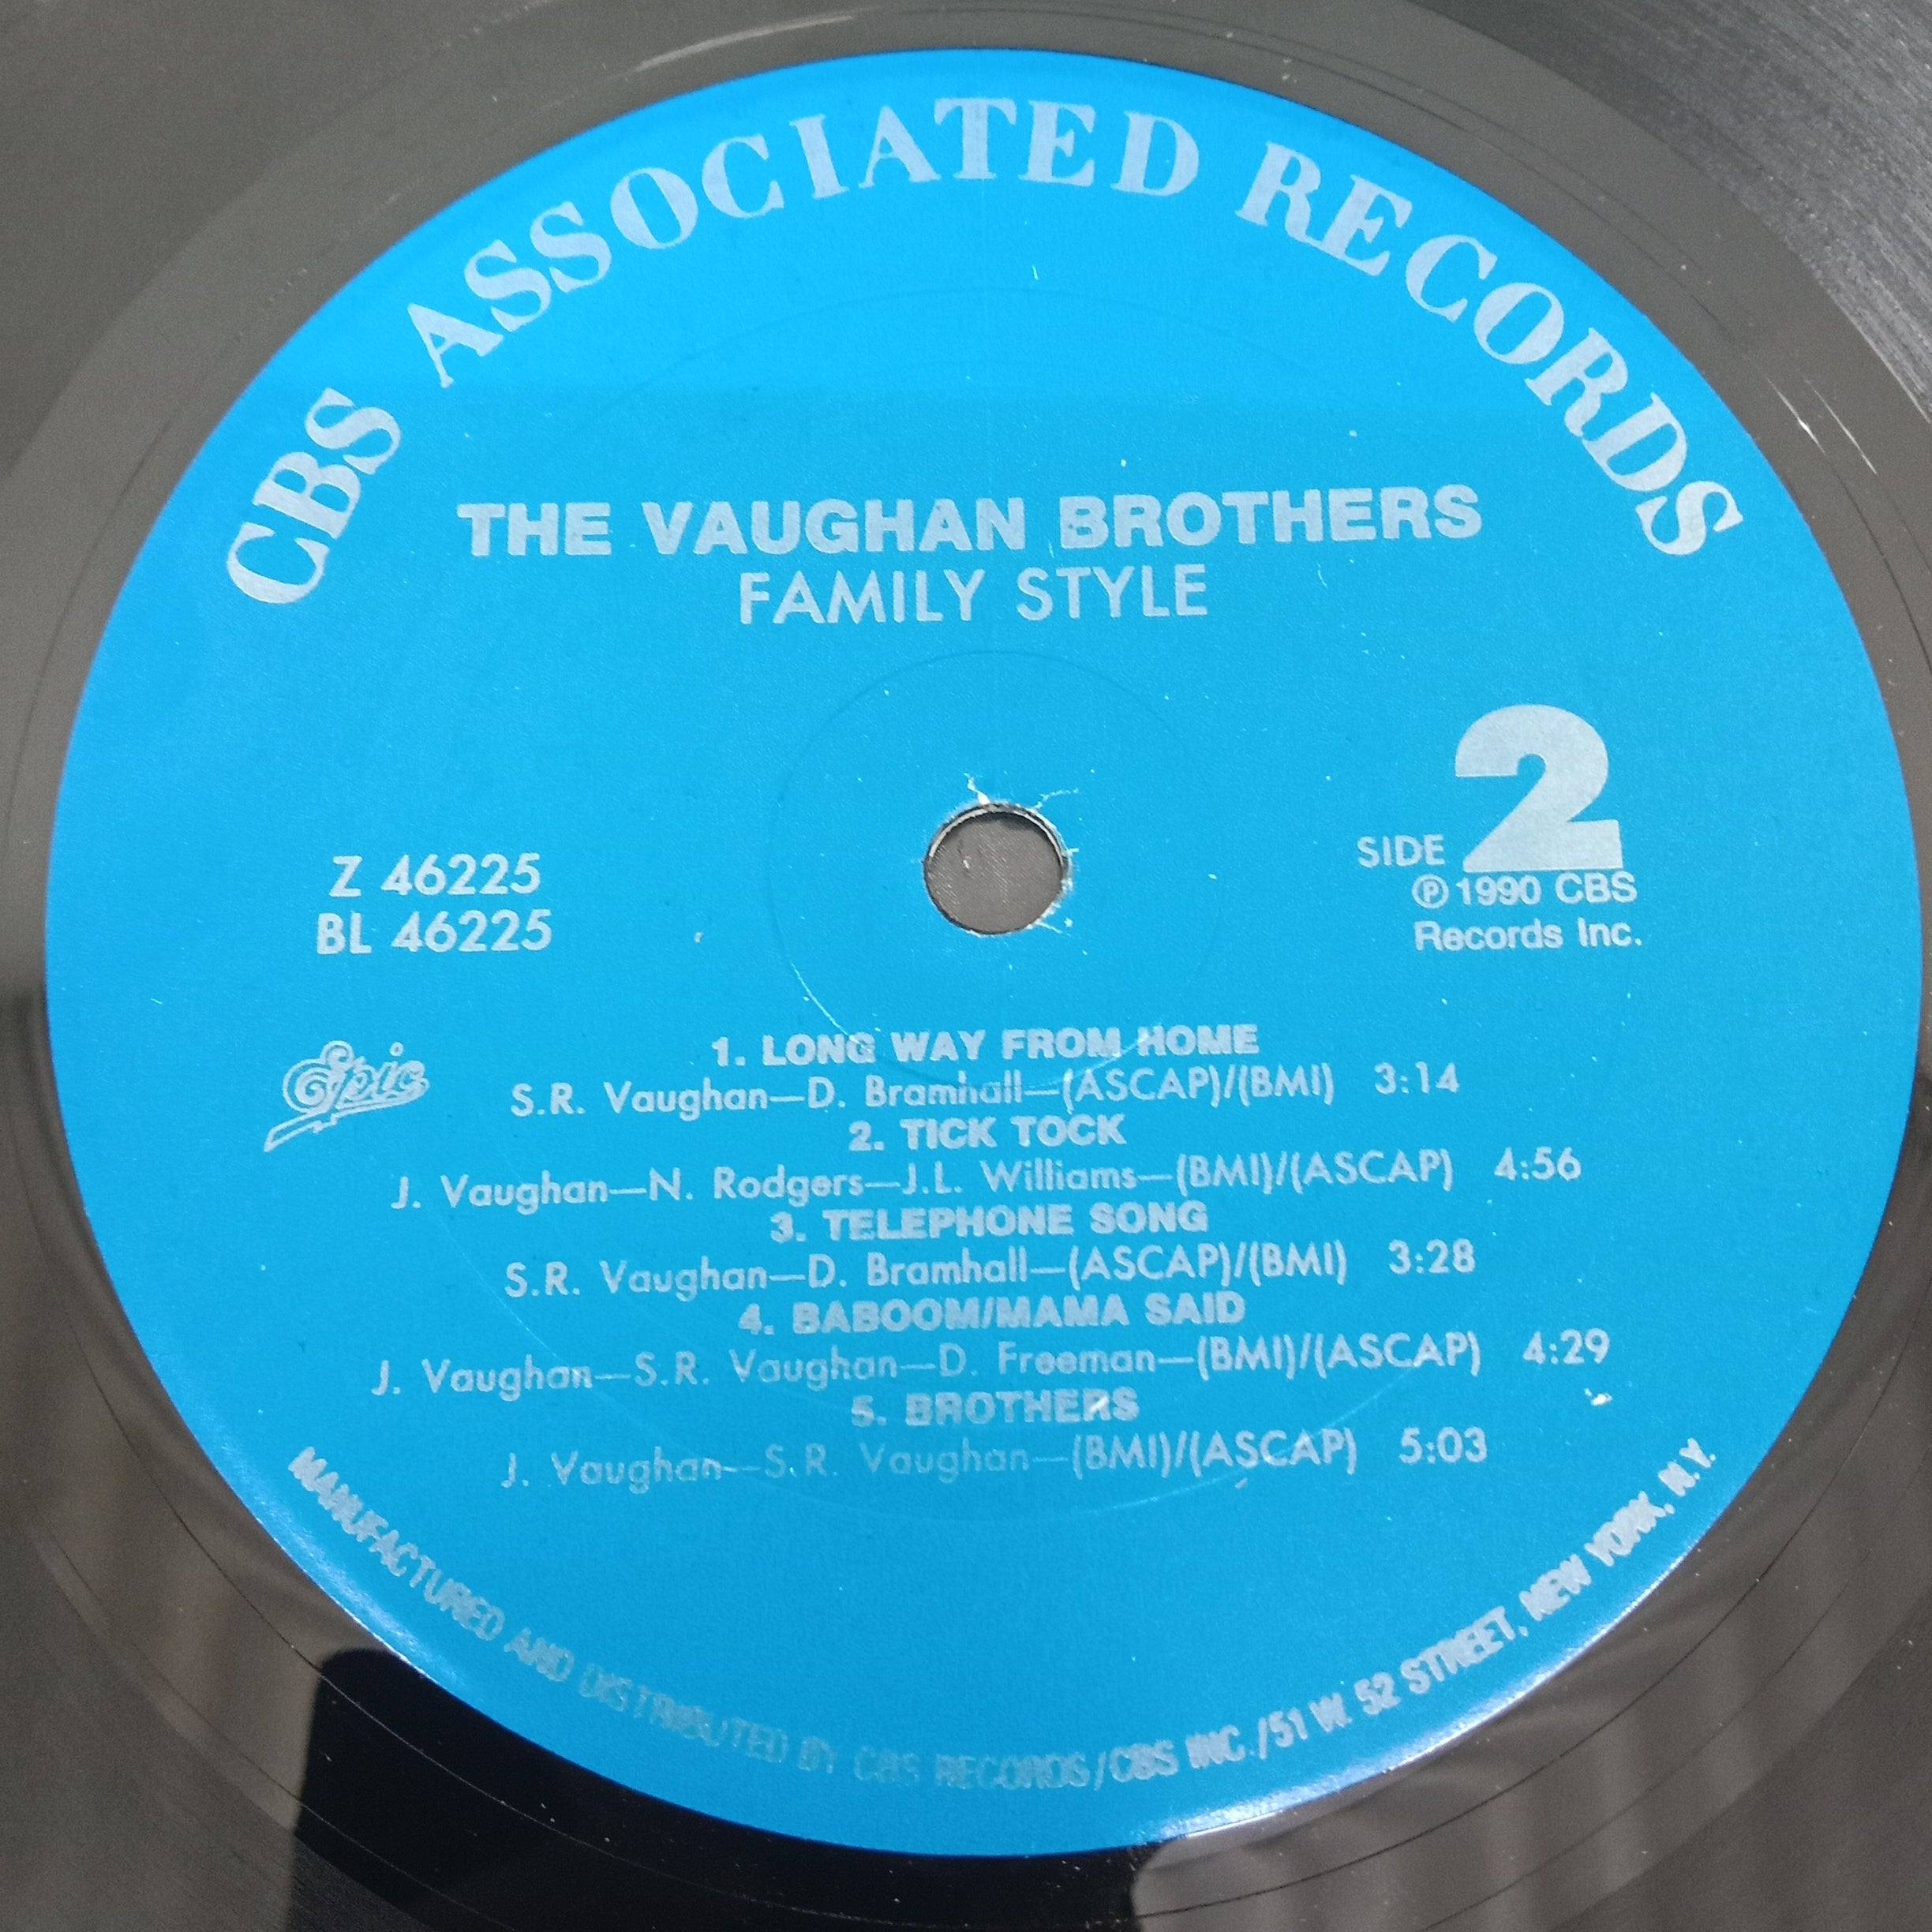 CBS ASSOCIATED RECORDS
THE VAUGHAN BROTHERS
FAMILY STYLE
Z 46225
BL 46225
SIDE 2
℗ 1990 CBS
Records Inc.
Epic
1. LONG WAY FROM HOME
S.R. Vaughan—D. Bramhall—(ASCAP)/(BMI) 3:14
2. TICK TOCK
J. Vaughan—N. Rodgers—J.L. Williams—(BMI)/(ASCAP) 4:56
3. TELEPHONE SONG
S.R. Vaughan—D. Bramhall—(ASCAP)/(BMI) 3:28
4. BABOOM/MAMA SAID
J. Vaughan—S.R. Vaughan—D. Freeman—(BMI)/(ASCAP) 4:29
5. BROTHERS
J. Vaughan—S.R. Vaughan—(BMI)/(ASCAP) 5:03
MANUFACTURED AND DISTRIBUTED BY CBS RECORDS/CBS INC./51 W. 52 STREET, NEW YORK, N.Y.